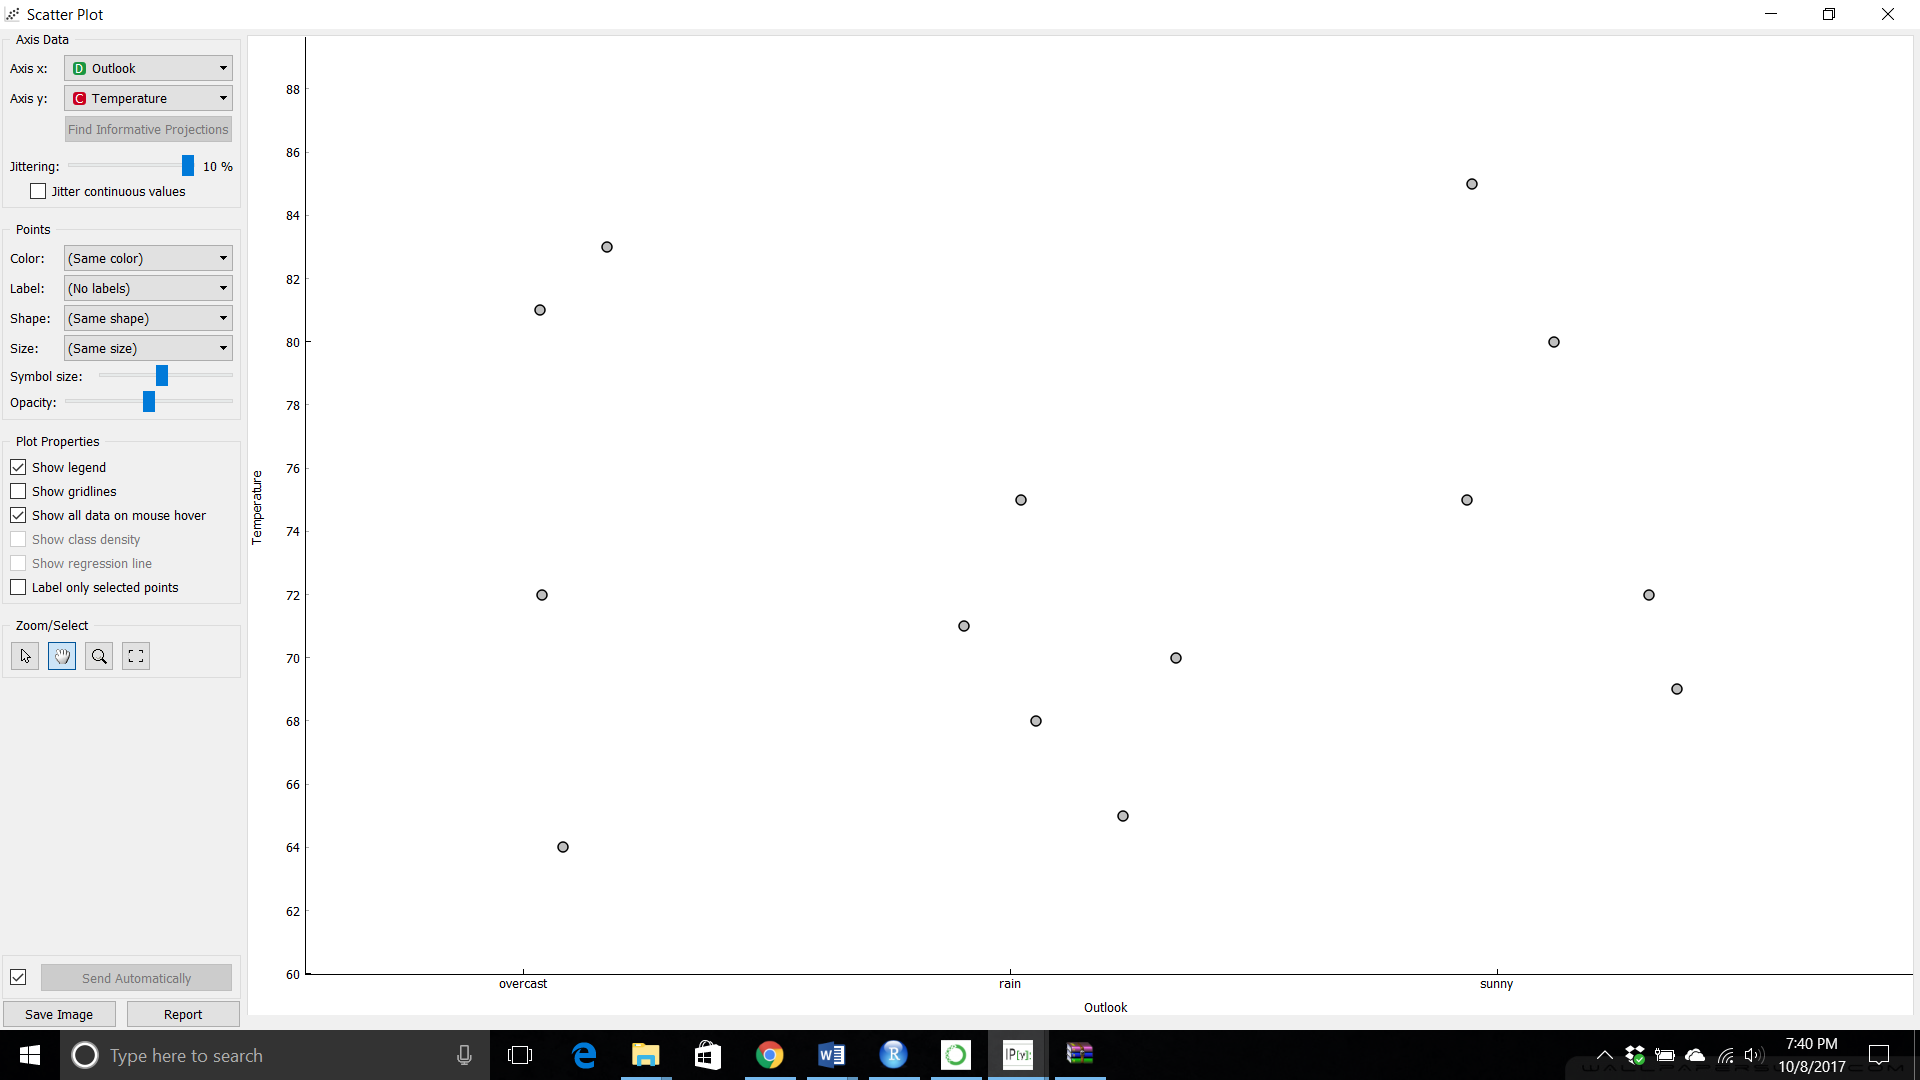 Scatter Plot
Axis Data
Axis x:
D Outlook
Axis y:
C Temperature
Find Informative Projections
Jittering:
10 %
Jitter continuous values
Points
Color:
(Same color)
Label:
(No labels)
Shape:
(Same shape)
Size:
(Same size)
Symbol size:
Opacity:
Plot Properties
Show legend
Show gridlines
Show all data on mouse hover
Show class density
Show regression line
Label only selected points
Zoom/Select
Send Automatically
Save Image
Report
Temperature
88
86
84
82
80
78
76
74
72
70
68
66
64
62
60
overcast
rain
sunny
Outlook
Type here to search
W
R
IP[y]:
7:40 PM
10/8/2017